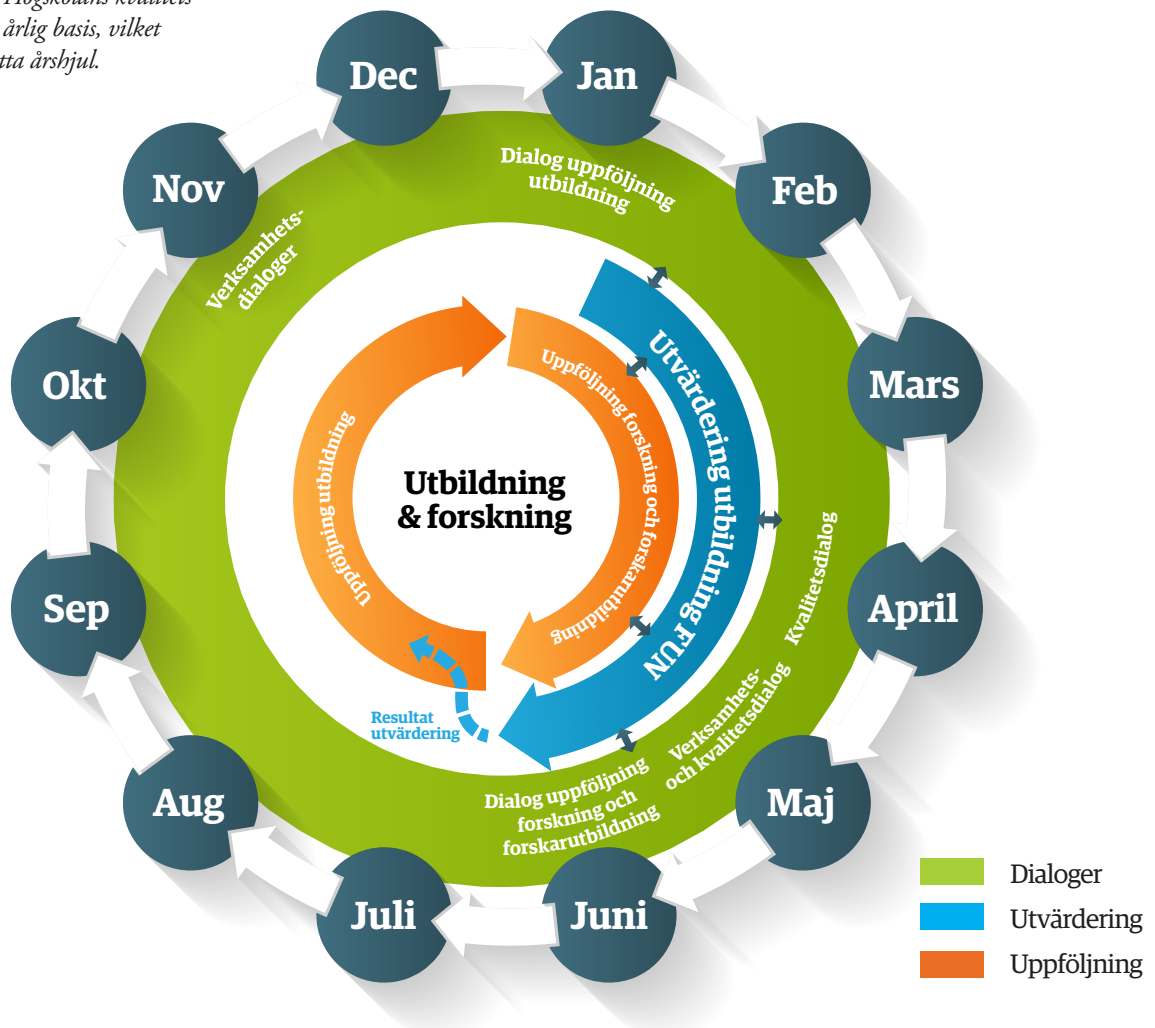 Högskolans kvalitets
årlig basis, vilket
tta årshjul.
Dec
Jan
Feb
Mars
April
Maj
Juni
Juli
Aug
Sep
Okt
Nov
Dialog uppföljning
utbildning
Verksamhets-
dialoger
Kvalitetsdialog
Verksamhets-
och kvalitetsdialog
Dialog uppföljning
forskning och
forskarutbildning
Utvärdering utbildning FUN
Uppföljning forskning och forskarutbildning
Uppföljning utbildning
Utbildning
& forskning
Resultat
utvärdering
Dialoger
Utvärdering
Uppföljning